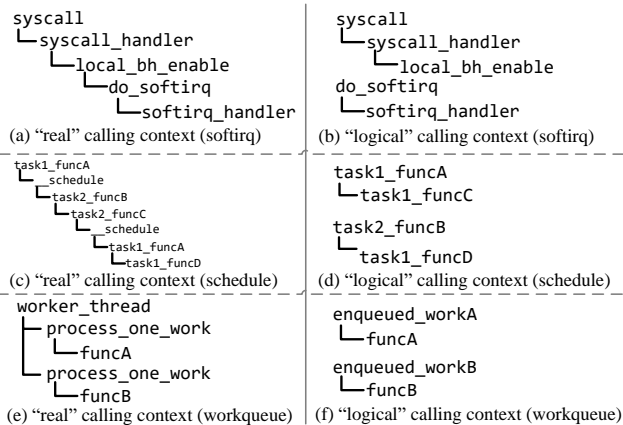 syscall
syscall_handler
local_bh_enable
do_softirq
softirq_handler
(a) “real” calling context (softirq)
syscall
syscall_handler
local_bh_enable
do_softirq
softirq_handler
(b) “logical” calling context (softirq)
task1_funcA
__schedule
task2_funcB
task2_funcC
__schedule
task1_funcA
task1_funcD
(c) “real” calling context (schedule)
task1_funcA
task1_funcC
task2_funcB
task1_funcD
(d) “logical” calling context (schedule)
worker_thread
process_one_work
funcA
process_one_work
funcB
(e) “real” calling context (workqueue)
enqueued_workA
funcA
enqueued_workB
funcB
(f) “logical” calling context (workqueue)